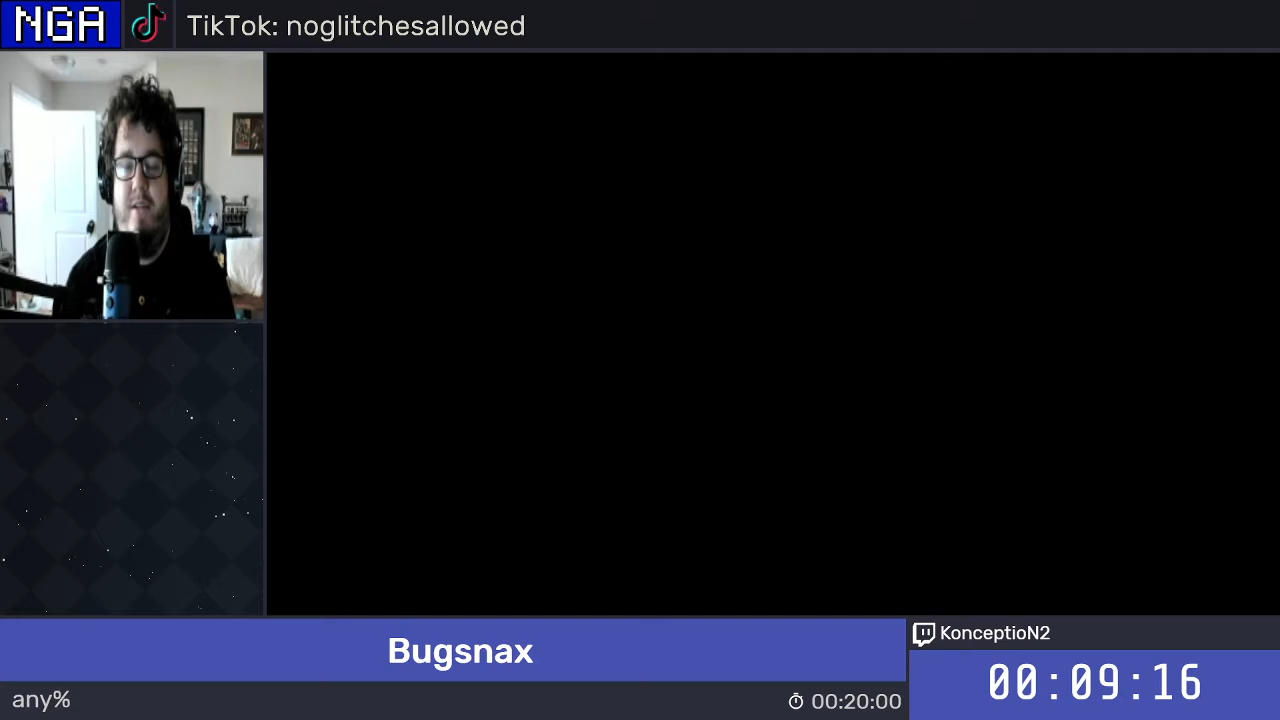 NGA
TikTok: noglitchesallowed
Bugsnax
KonceptioN2
00:09:16
any%
00:20:00